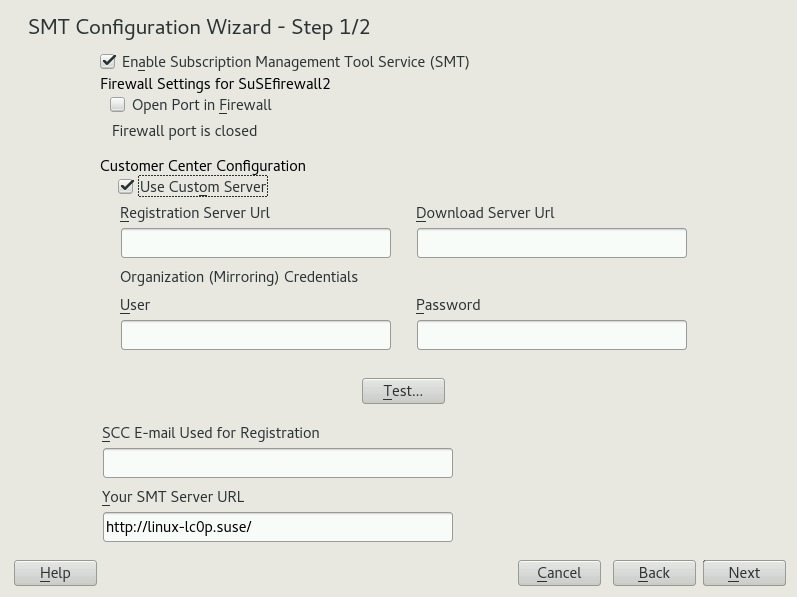 SMT Configuration Wizard - Step 1/2
Enable Subscription Management Tool Service (SMT)
Firewall Settings for SuSEfirewall2
Open Port in Firewall
Firewall port is closed
Customer Center Configuration
Use Custom Server
Registration Server Url
Download Server Url
Organization (Mirroring) Credentials
User
Password
Test...
SCC E-mail Used for Registration
Your SMT Server URL
http://linux-lc0p.suse/
Help
Cancel
Back
Next